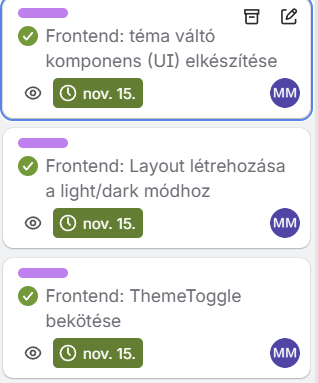 Frontend: téma váltó
komponens (UI) elkészítése
nov. 15.
MM
Frontend: Layout létrehozása
a light/dark módhoz
nov. 15.
MM
Frontend: ThemeToggle
bekötése
nov. 15.
MM